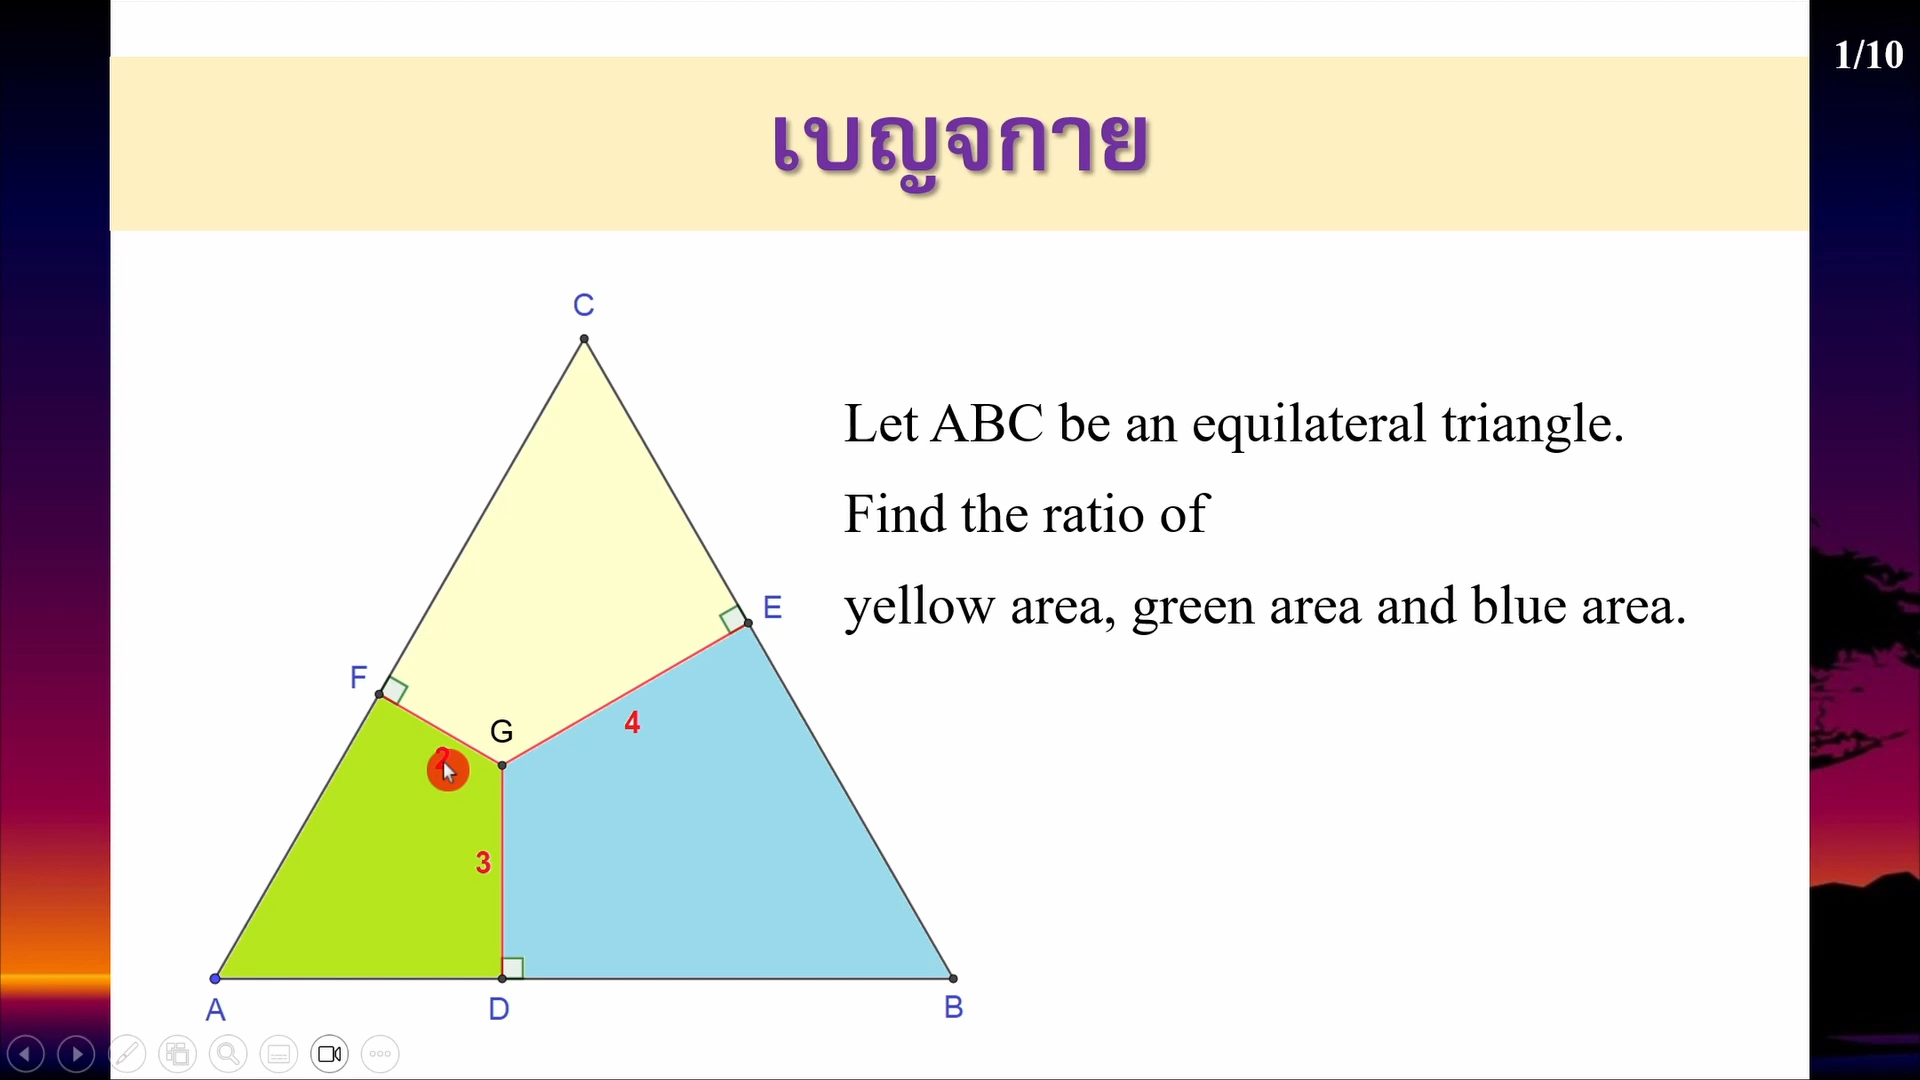 1/10
เบญจกาย
C
Let ABC be an equilateral triangle.
Find the ratio of
yellow area, green area and blue area.
E
F
G
4
2
3
A
D
B